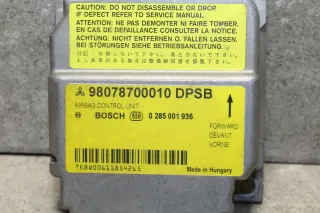 CAUTION: DO NOT DISASSEMBLE OR DROP.
IF DEFECT REFER TO SERVICE MANUAL.
ATTENTION: NE PAS DEMONTER NI FAIRE TOMBER.
EN CAS DE DEFAILLANCE CONSULTER LA NOTICE.
ACHTUNG: NICHT ENTFERNEN O. FALLEN LASSEN.
SIEHE BETRIEBSANLEITUNG.
98078700010 DPSB
AIRBAG CONTROL UNIT
BOSCH 0 285 001 936
FORWARD
DEVANT
VORNE
TKBQ00611854265
Made in Hungary